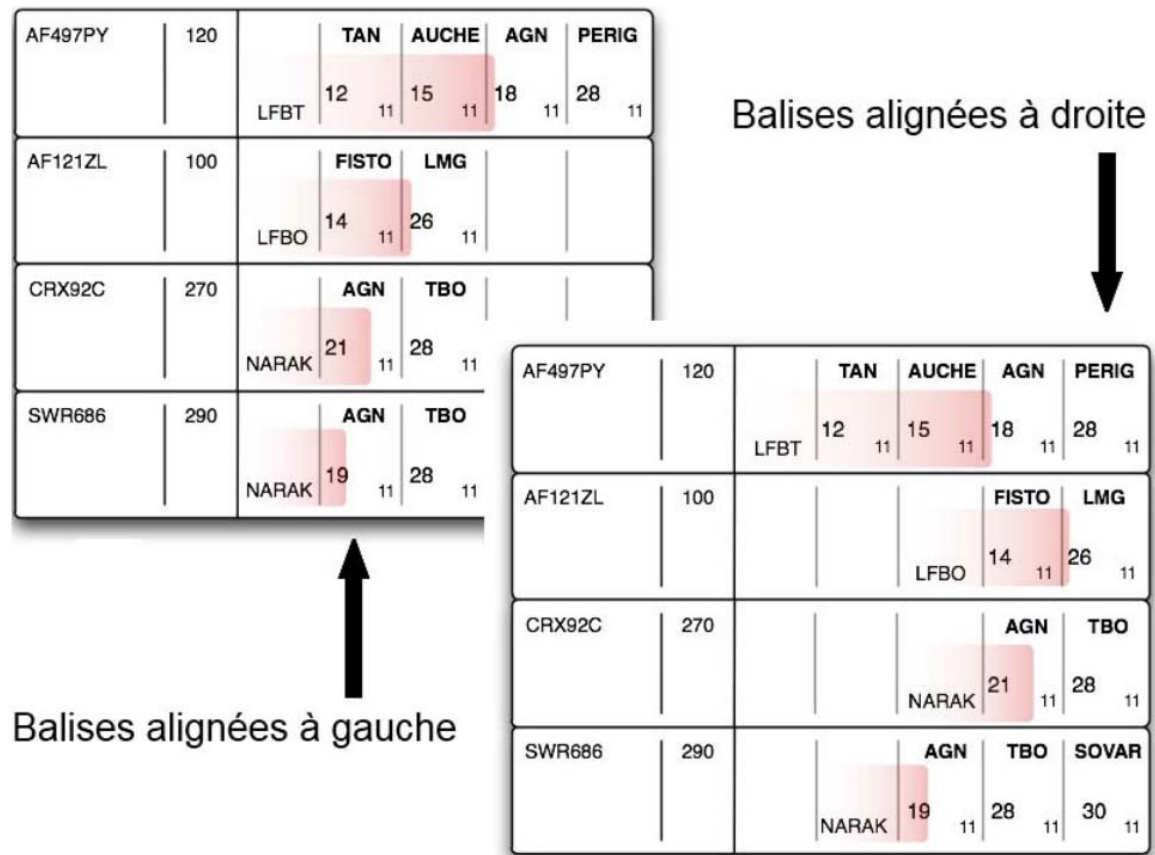 AF497PY 120 TAN AUCHE AGN PERIG
LFBT 12 11 15 11 18 11 28 11
AF121ZL 100 FISTO LMG
LFBO 14 11 26 11
CRX92C 270 AGN TBO
NARAK 21 11 28 11
SWR686 290 AGN TBO
NARAK 19 11 28 11
Balises alignées à gauche
Balises alignées à droite
AF497PY 120 TAN AUCHE AGN PERIG
LFBT 12 11 15 11 18 11 28 11
AF121ZL 100 FISTO LMG
LFBO 14 11 26 11
CRX92C 270 AGN TBO
NARAK 21 11 28 11
SWR686 290 AGN TBO SOVAR
NARAK 19 11 28 11 30 11